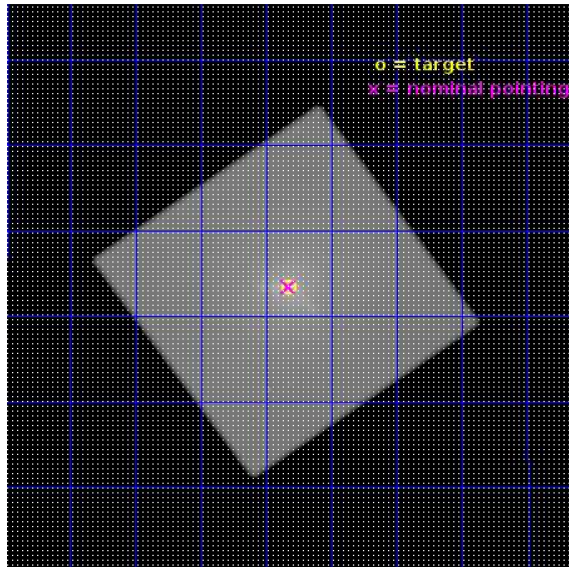 o = target
x = nominal pointing